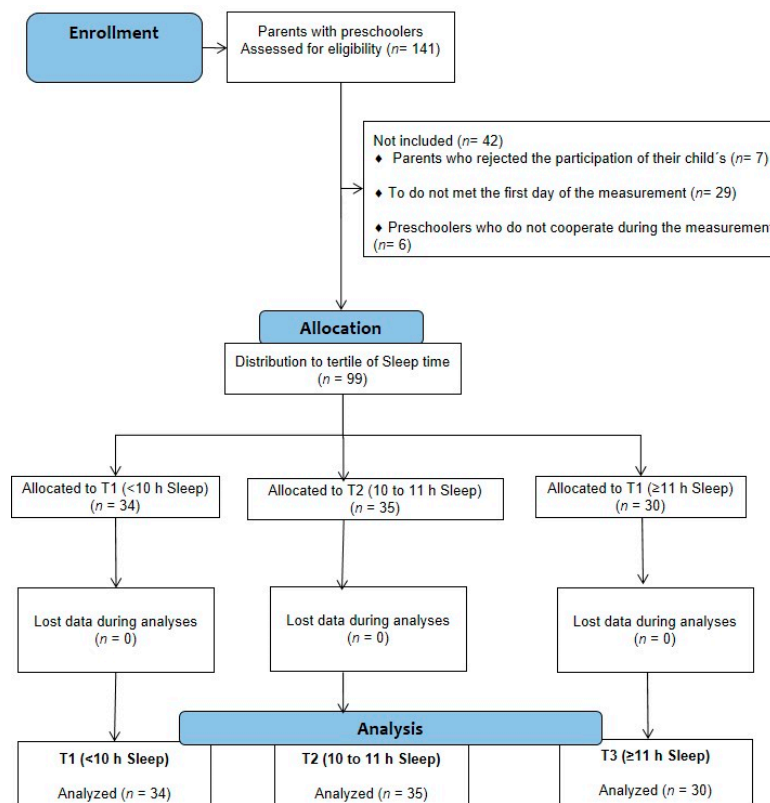 Enrollment
Parents with preschoolers
Assessed for eligibility (n= 141)
Not included (n= 42)
♦ Parents who rejected the participation of their child´s (n= 7)
♦ To do not met the first day of the measurement (n= 29)
♦ Preschoolers who do not cooperate during the measurement
(n= 6)
Allocation
Distribution to tertile of Sleep time
(n = 99)
Allocated to T1 (<10 h Sleep)
(n = 34)
Allocated to T2 (10 to 11 h Sleep)
(n = 35)
Allocated to T1 (≥11 h Sleep)
(n = 30)
Lost data during analyses
(n = 0)
Lost data during analyses
(n = 0)
Lost data during analyses
(n = 0)
Analysis
T1 (<10 h Sleep)
Analyzed (n = 34)
T2 (10 to 11 h Sleep)
Analyzed (n = 35)
T3 (≥11 h Sleep)
Analyzed (n = 30)